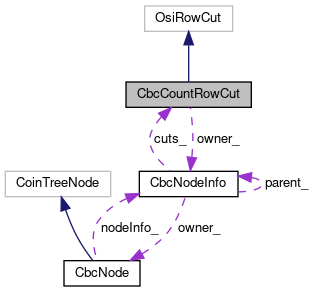 OsiRowCut
CbcCountRowCut
cuts_
owner_
CoinTreeNode
CbcNodeInfo
parent_
nodeInfo_
owner_
CbcNode